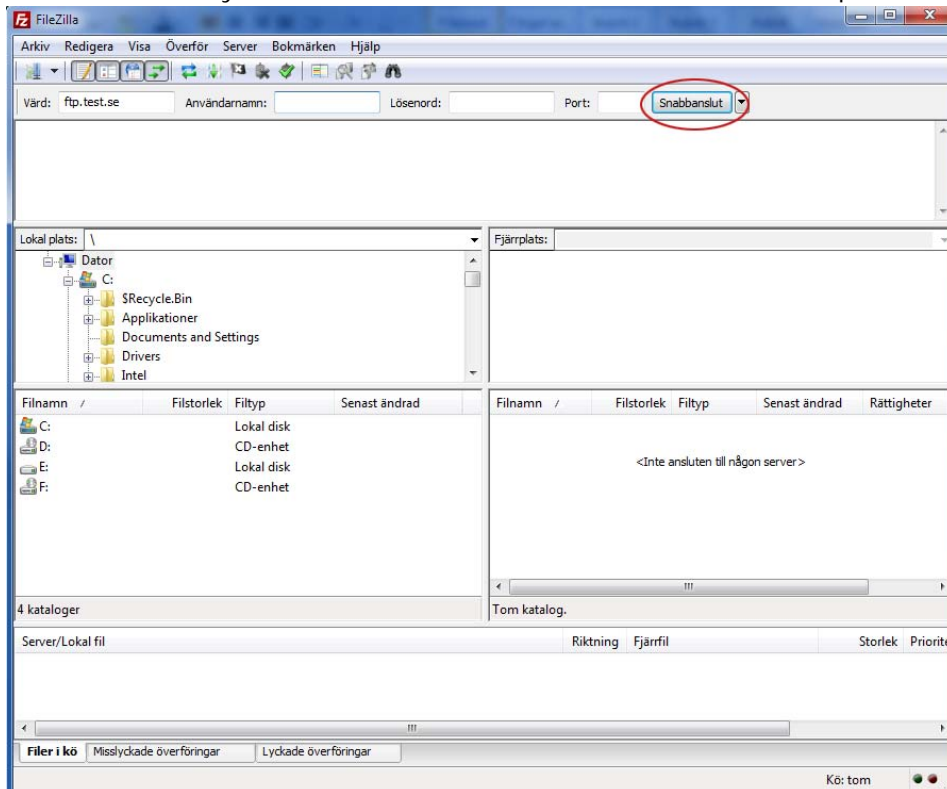 FileZilla
Arkiv Redigera Visa Överför Server Bokmärken Hjälp
Värd: ftp.test.se Användarnamn: Lösenord: Port: Snabbanslut
Lokal plats: \ Fjärrplats:
Dator
C:
$Recycle.Bin
Applikationer
Documents and Settings
Drivers
Intel
Filnamn / Filstorlek Filtyp Senast ändrad
C: Lokal disk
D: CD-enhet
E: Lokal disk
F: CD-enhet
4 kataloger
Filnamn / Filstorlek Filtyp Senast ändrad Rättigheter
<Inte ansluten till någon server>
Tom katalog.
Server/Lokal fil Riktning Fjärrfil Storlek Priorite
Filer i kö Misslyckade överföringar Lyckade överföringar
Kö: tom